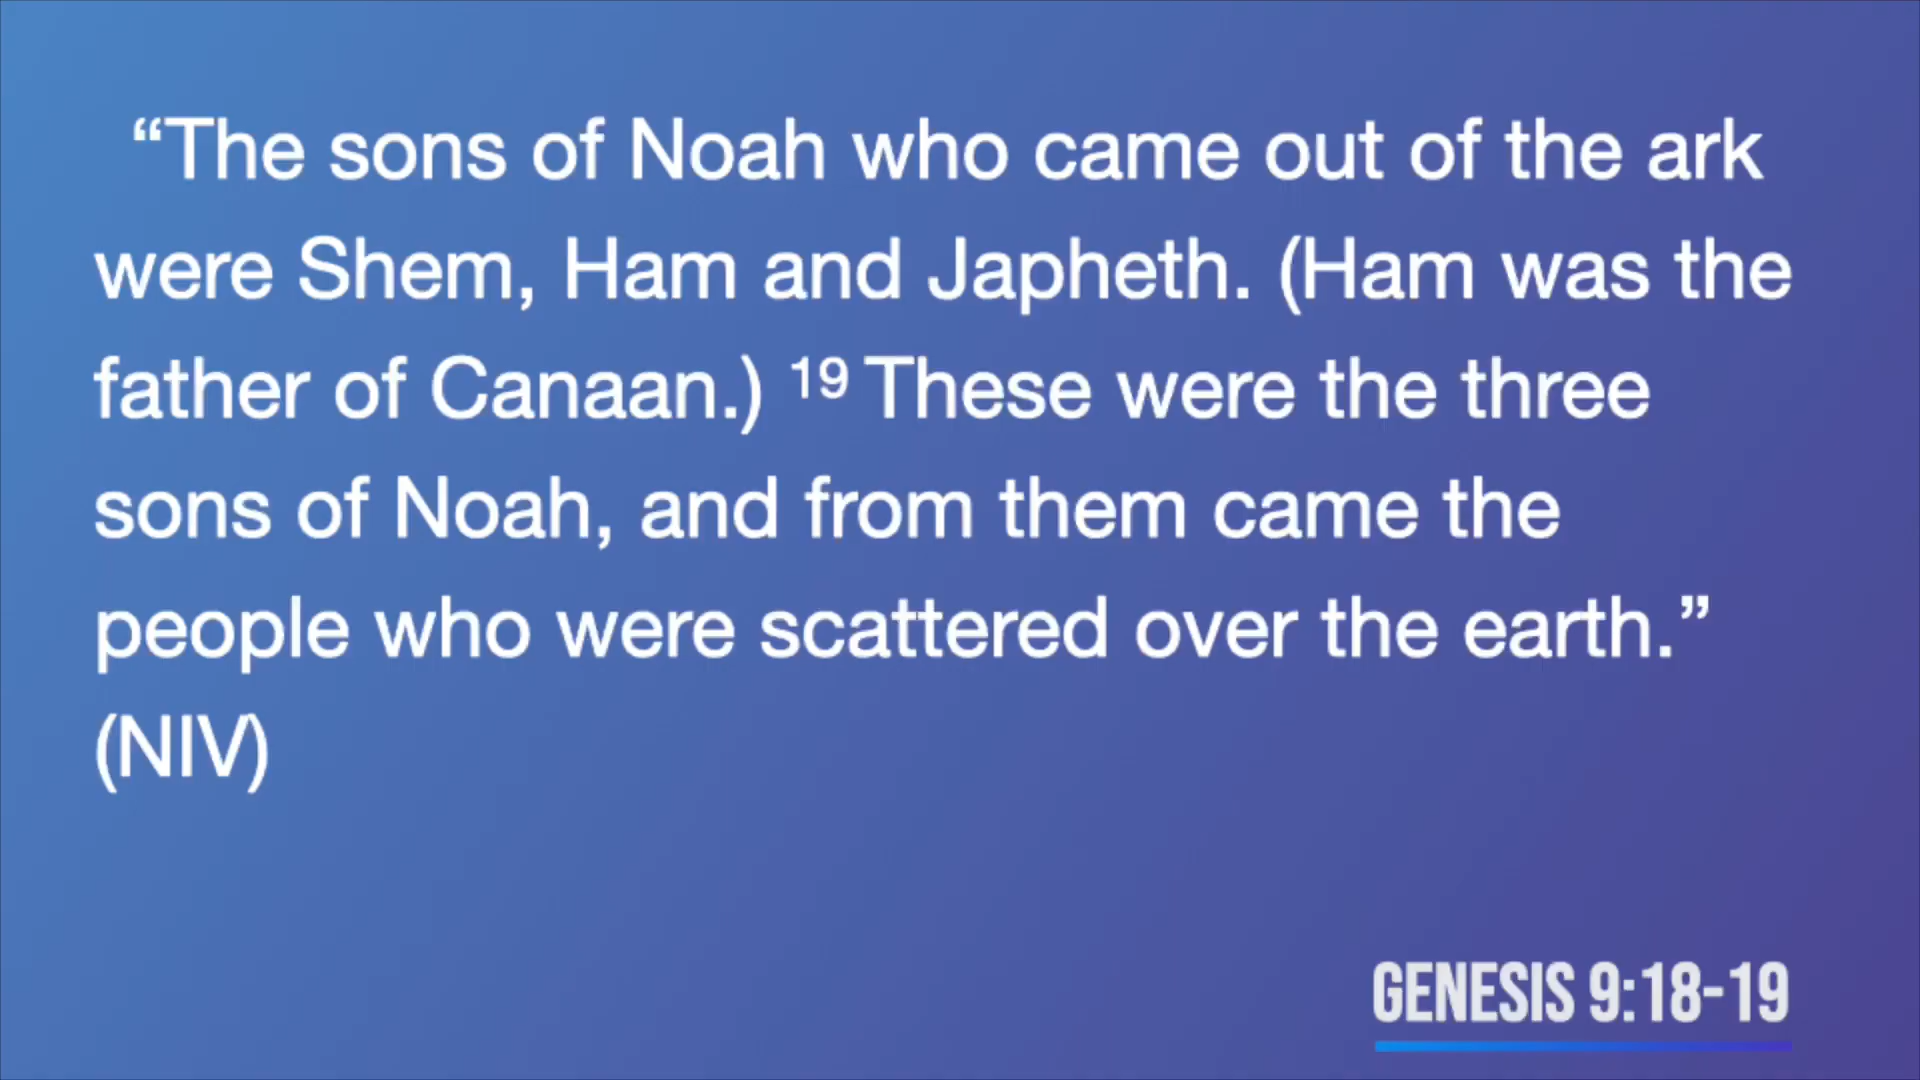 “The sons of Noah who came out of the ark
were Shem, Ham and Japheth. (Ham was the
father of Canaan.) ¹⁹ These were the three
sons of Noah, and from them came the
people who were scattered over the earth.”
(NIV)
GENESIS 9:18-19